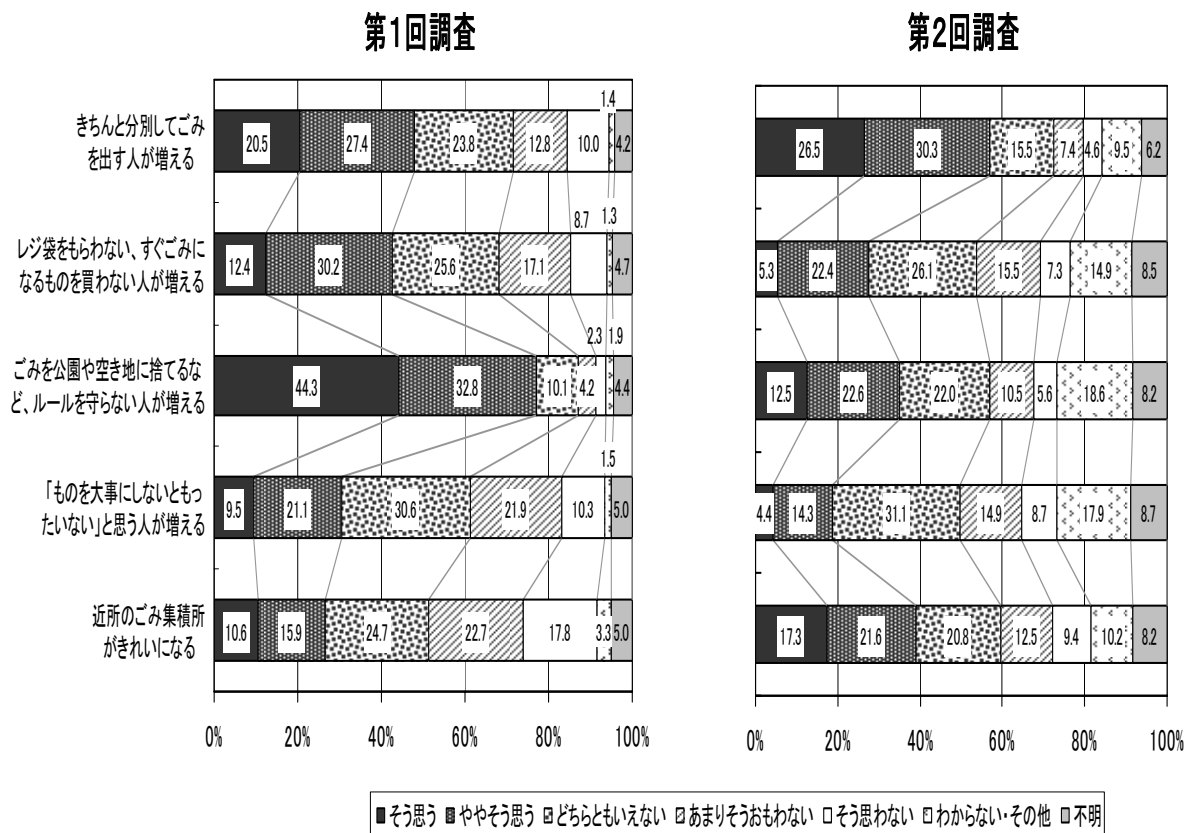 第1回調査
第2回調査
きちんと分別してごみ
を出す人が増える
20.5 27.4 23.8 12.8 10.0 1.4 4.2
26.5 30.3 15.5 7.4 4.6 9.5 6.2
レジ袋をもらわない、すぐごみに
なるものを買わない人が増える
12.4 30.2 25.6 17.1 8.7 1.3 4.7
5.3 22.4 26.1 15.5 7.3 14.9 8.5
ごみを公園や空き地に捨てるな
ど、ルールを守らない人が増える
44.3 32.8 10.1 4.2 2.3 1.9 4.4
12.5 22.6 22.0 10.5 5.6 18.6 8.2
「ものを大事にしないともっ
たいない」と思う人が増える
9.5 21.1 30.6 21.9 10.3 1.5 5.0
4.4 14.3 31.1 14.9 8.7 17.9 8.7
近所のごみ集積所
がきれいになる
10.6 15.9 24.7 22.7 17.8 3.3 5.0
17.3 21.6 20.8 12.5 9.4 10.2 8.2
0% 20% 40% 60% 80% 100%
0% 20% 40% 60% 80% 100%
そう思う ややそう思う どちらともいえない あまりそうおもわない そう思わない わからない・その他 不明